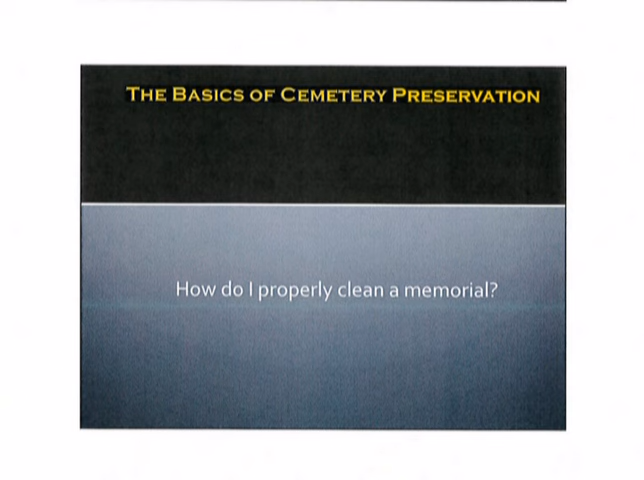 The Basics of Cemetery Preservation
How do I properly clean a memorial?